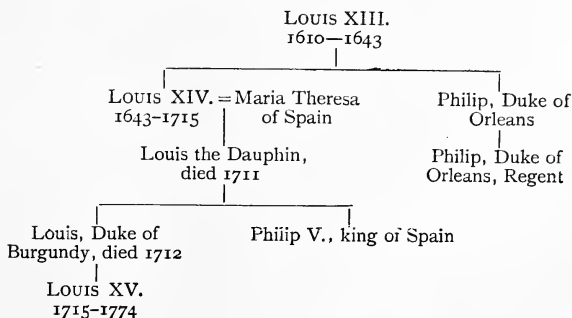 LOUIS XIII.
1610—1643
LOUIS XIV. = Maria Theresa
1643-1715 of Spain
Philip, Duke of
Orleans
Louis the Dauphin,
died 1711
Philip, Duke of
Orleans, Regent
Louis, Duke of
Burgundy, died 1712
Philip V., king of Spain
LOUIS XV.
1715-1774